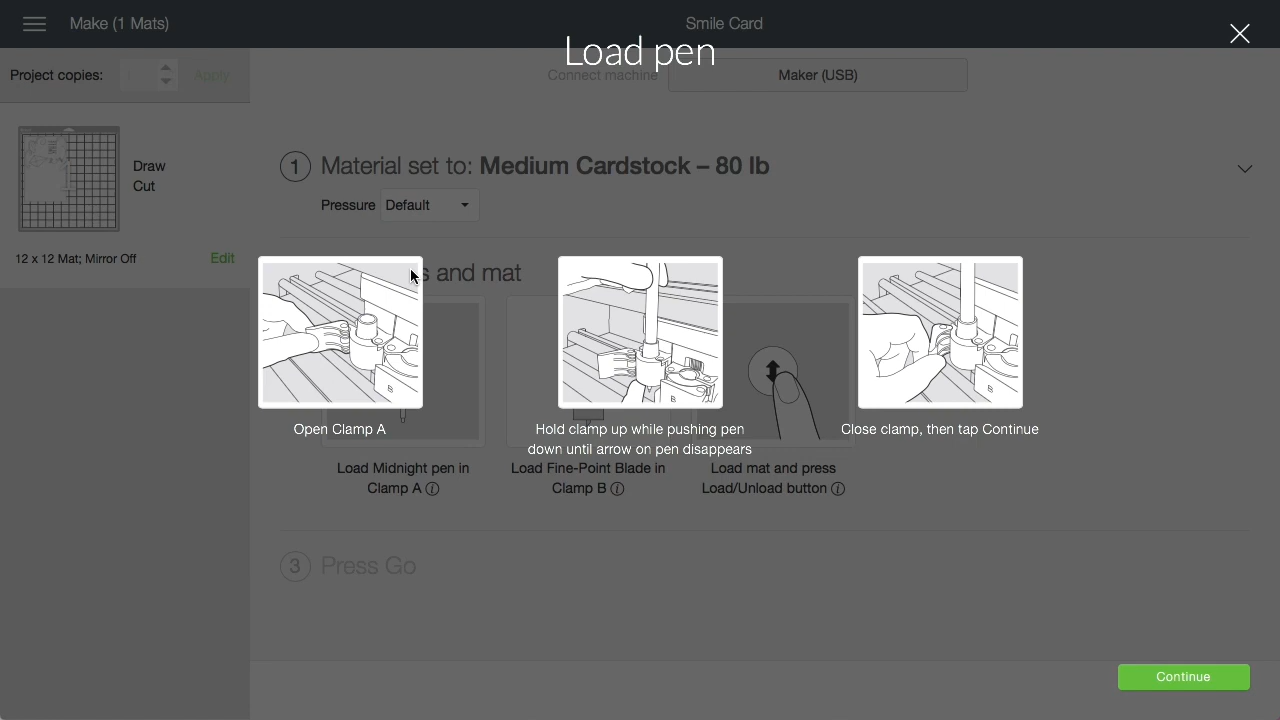 Make (1 Mats)
Smile Card
Load pen
Project copies:
Apply
Connect machine
Maker (USB)
Draw
Cut
1 Material set to: Medium Cardstock – 80 lb
Pressure Default
12 x 12 Mat; Mirror Off
Edit
s and mat
B
B
B
Open Clamp A
Hold clamp up while pushing pen
down until arrow on pen disappears
Close clamp, then tap Continue
Load Midnight pen in
Clamp A i
Load Fine-Point Blade in
Clamp B i
Load mat and press
Load/Unload button i
3 Press Go
Continue